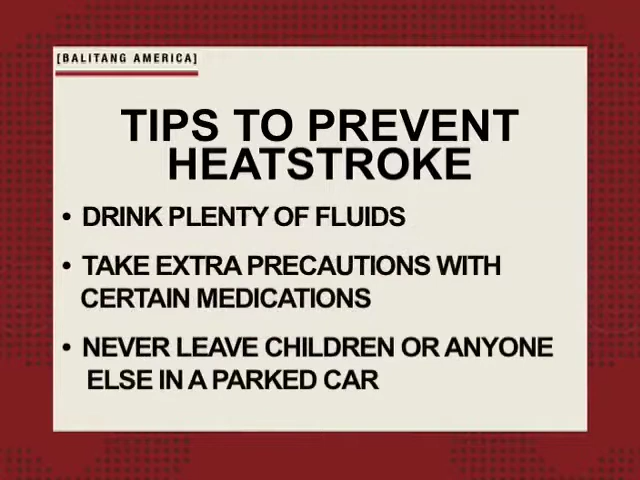 [BALITANG AMERICA]
TIPS TO PREVENT
HEATSTROKE
• DRINK PLENTY OF FLUIDS
• TAKE EXTRA PRECAUTIONS WITH
CERTAIN MEDICATIONS
• NEVER LEAVE CHILDREN OR ANYONE
ELSE IN A PARKED CAR